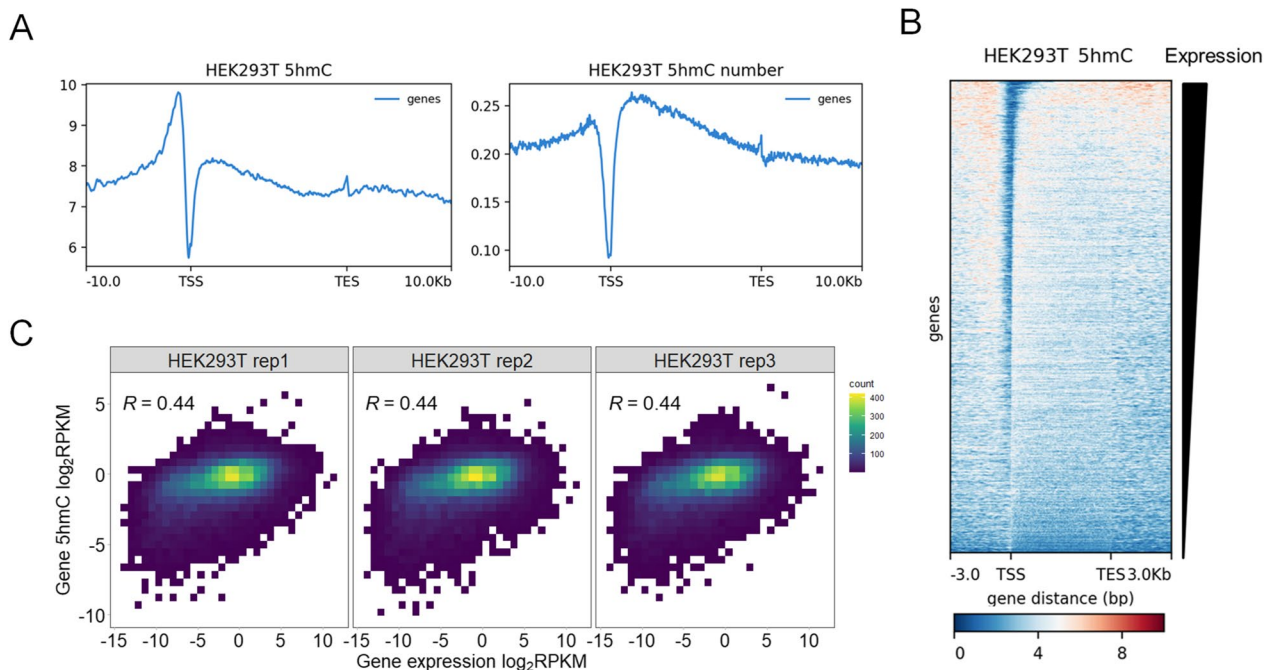 A
HEK293T 5hmC
genes
10
9
8
7
6
-10.0 TSS TES 10.0Kb
HEK293T 5hmC number
genes
0.25
0.20
0.15
0.10
-10.0 TSS TES 10.0Kb
B
HEK293T 5hmC Expression
genes
-3.0 TSS TES 3.0Kb
gene distance (bp)
0 4 8
C
HEK293T rep1 HEK293T rep2 HEK293T rep3
R = 0.44 R = 0.44 R = 0.44
Gene 5hmC log₂RPKM
5
0
-5
-10
-15 -10 -5 0 5 10 -15 -10 -5 0 5 10 -15 -10 -5 0 5 10
Gene expression log₂RPKM
count
400
300
200
100